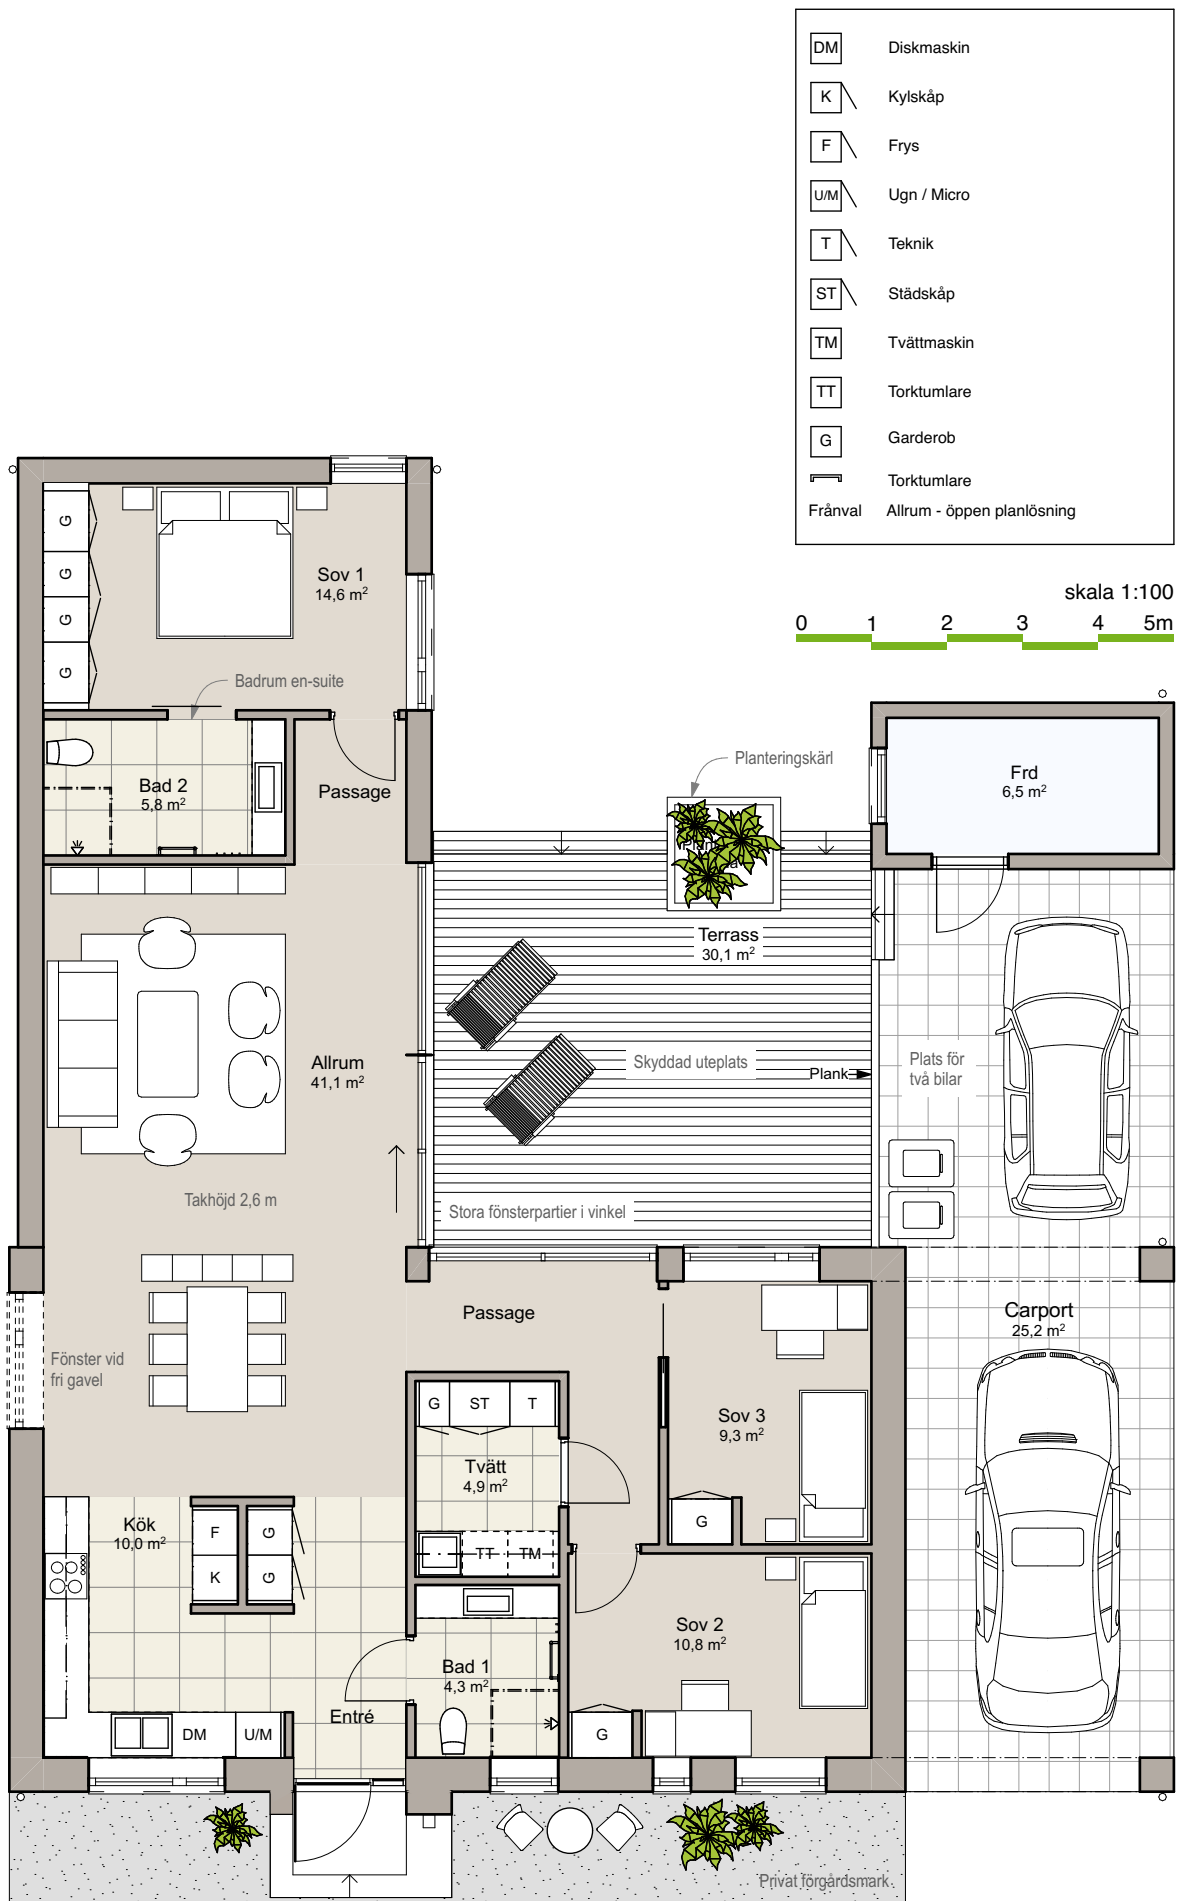 DM Diskmaskin
K Kylskåp
F Frys
U/M Ugn / Micro
T Teknik
ST Städskåp
TM Tvättmaskin
TT Torktumlare
G Garderob
Torktumlare
Frånval Allrum - öppen planlösning
skala 1:100
0 1 2 3 4 5m
G
G
G
G
Sov 1
14,6 m²
Badrum en-suite
Bad 2
5,8 m²
Passage
Planteringskärl
Frd
6,5 m²
Terrass
30,1 m²
Allrum
41,1 m²
Skyddad uteplats
Plank
Plats för
två bilar
Takhöjd 2,6 m
Stora fönsterpartier i vinkel
Passage
Carport
25,2 m²
Fönster vid
fri gavel
G ST T
Sov 3
9,3 m²
Tvätt
4,9 m²
G
Kök
10,0 m²
F
G
K
G
TT TM
Sov 2
10,8 m²
Bad 1
4,3 m²
Entré
DM U/M
G
Privat förgårdsmark